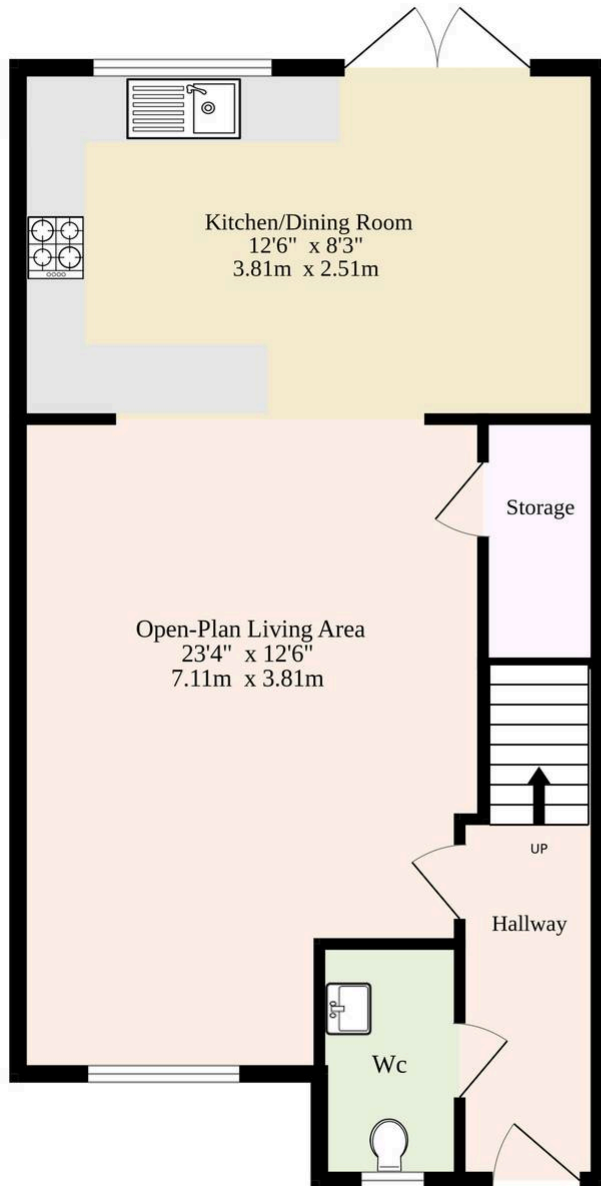 Kitchen/Dining Room
12'6" x 8'3"
3.81m x 2.51m
Storage
Open-Plan Living Area
23'4" x 12'6"
7.11m x 3.81m
UP
Hallway
Wc